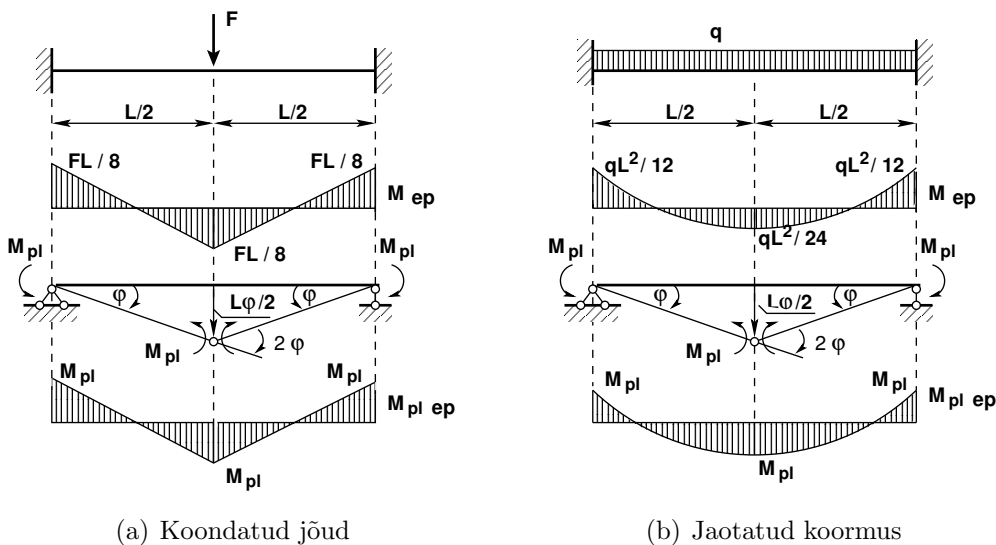 F
L/2 L/2
FL / 8 FL / 8
M ep
FL / 8
M pl M pl
φ φ
Lφ/2
M pl 2 φ
M pl M pl
M pl ep
M pl
(a) Koondatud jõud
q
L/2 L/2
qL²/ 12 qL²/ 12
M ep
qL²/ 24
M pl M pl
φ φ
Lφ/2
M pl 2 φ
M pl M pl
M pl ep
M pl
(b) Jaotatud koormus